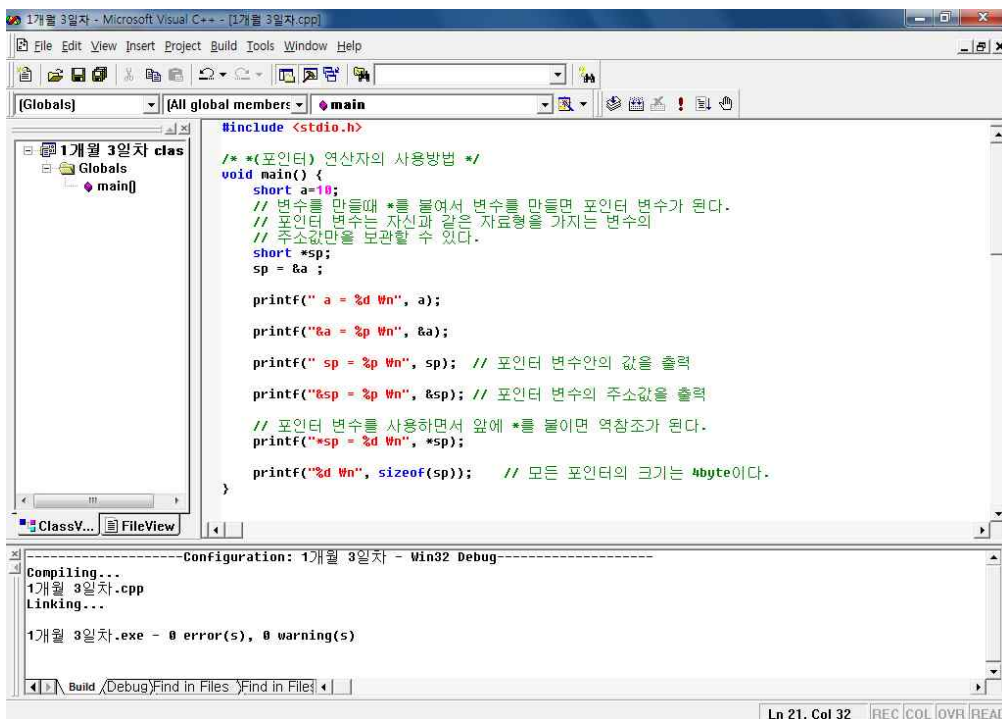 1개월 3일차 - Microsoft Visual C++ - [1개월 3일차.cpp]
File Edit View Insert Project Build Tools Window Help
(Globals) (All global members main
#include <stdio.h>
1개월 3일차 clas
Globals
main()
/* *(포인터) 연산자의 사용방법 */
void main() {
short a=10;
// 변수를 만들때 *를 붙여서 변수를 만들면 포인터 변수가 된다.
// 포인터 변수는 자신과 같은 자료형을 가지는 변수의
// 주소값만을 보관할 수 있다.
short *sp;
sp = &a ;
printf(" a = %d ₩n", a);
printf("&a = %p ₩n", &a);
printf(" sp = %p ₩n", sp); // 포인터 변수안의 값을 출력
printf("&sp = %p ₩n", &sp); // 포인터 변수의 주소값을 출력
// 포인터 변수를 사용하면서 앞에 *를 붙이면 역참조가 된다.
printf("*sp = %d ₩n", *sp);
printf("%d ₩n", sizeof(sp)); // 모든 포인터의 크기는 4byte이다.
}
ClassV... FileView
--------------------Configuration: 1개월 3일차 - Win32 Debug--------------------
Compiling...
1개월 3일차.cpp
Linking...
1개월 3일차.exe - 0 error(s), 0 warning(s)
Build Debug Find in Files Find in Files
Ln 21, Col 32 REC COL OVR READ